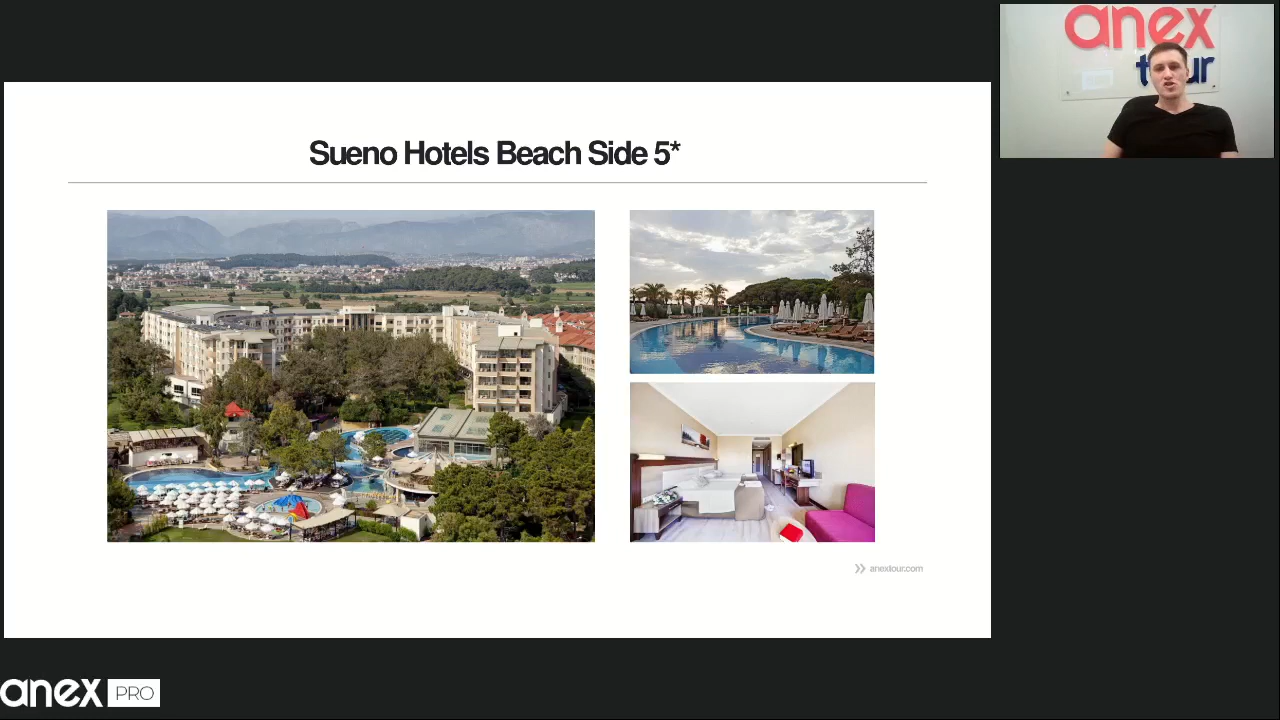 anex
tour
Sueno Hotels Beach Side 5*
anextour.com
anex PRO